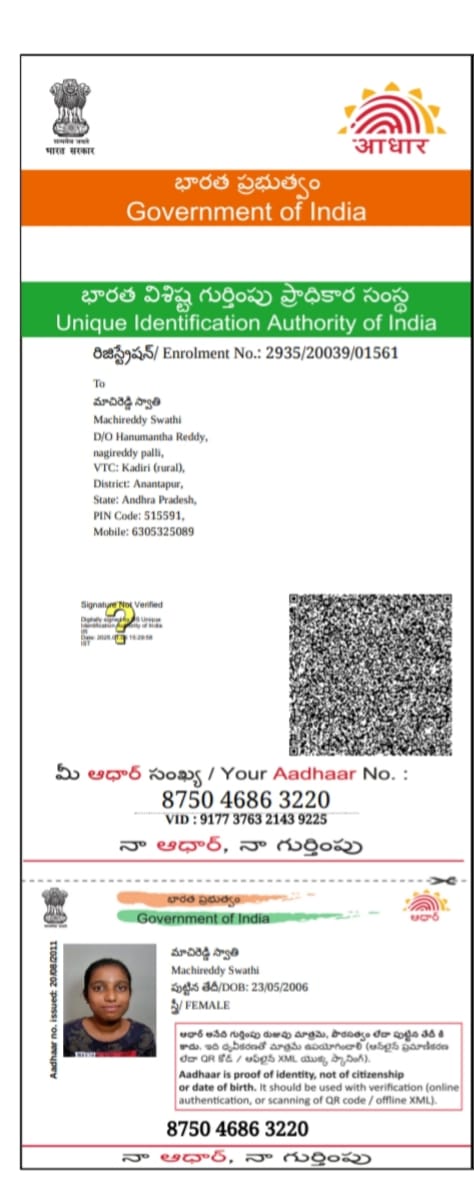 सत्यमेव जयते
भारत सरकार
आधार
భారత ప్రభుత్వం
Government of India
భారత విశిష్ట గుర్తింపు ప్రాధికార సంస్థ
Unique Identification Authority of India
రిజిస్ట్రేషన్/ Enrolment No.: 2935/20039/01561
To
మాచిరెడ్డి స్వాతి
Machireddy Swathi
D/O Hanumantha Reddy,
nagireddy palli,
VTC: Kadiri (rural),
District: Anantapur,
State: Andhra Pradesh,
PIN Code: 515591,
Mobile: 6305325089
Signature Not Verified
Digitally signed by DS Unique
Identification Authority of India
Date: 2025 15:29:58
IST
మీ ఆధార్ సంఖ్య / Your Aadhaar No. :
8750 4686 3220
VID : 9177 3763 2143 9225
నా ఆధార్, నా గుర్తింపు
భారత ప్రభుత్వం
Government of India
ఆధార్
Aadhaar no. issued: 20/08/2011
మాచిరెడ్డి స్వాతి
Machireddy Swathi
పుట్టిన తేదీ/DOB: 23/05/2006
స్త్రీ/ FEMALE
ఆధార్ అనేది గుర్తింపు రుజువు మాత్రమే, పౌరసత్వం లేదా పుట్టిన తేదీ కి
కాదు. ఇది ధృవీకరణతో మాత్రమే ఉపయోగించాలి (ఆన్‌లైన్ ప్రమాణీకరణ
లేదా QR కోడ్ / ఆఫ్‌లైన్ XML యొక్క స్కానింగ్).
Aadhaar is proof of identity, not of citizenship
or date of birth. It should be used with verification (online
authentication, or scanning of QR code / offline XML).
8750 4686 3220
నా ఆధార్, నా గుర్తింపు